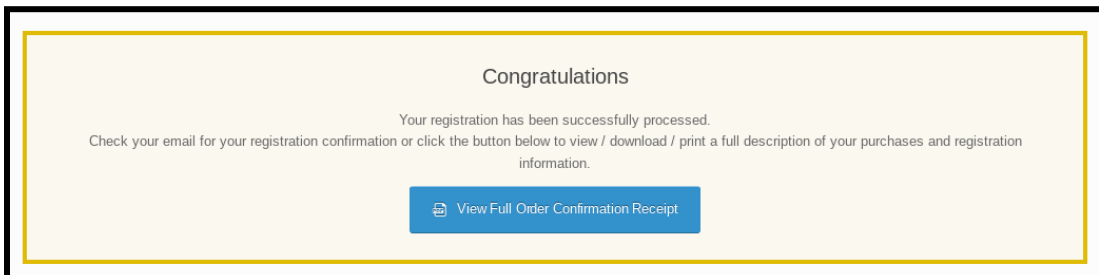 Congratulations
Your registration has been successfully processed.
Check your email for your registration confirmation or click the button below to view / download / print a full description of your purchases and registration
information.
View Full Order Confirmation Receipt